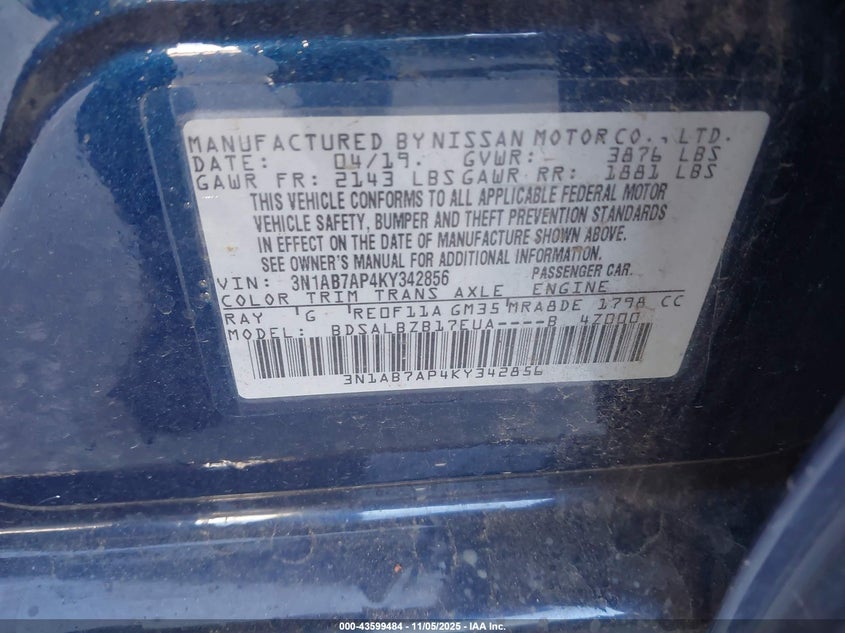 MANUFACTURED BY NISSAN MOTOR CO., LTD.
DATE: 04/19. GVWR: 3876 LBS
GAWR FR: 2143 LBS GAWR RR: 1881 LBS
THIS VEHICLE CONFORMS TO ALL APPLICABLE FEDERAL MOTOR
VEHICLE SAFETY, BUMPER AND THEFT PREVENTION STANDARDS
IN EFFECT ON THE DATE OF MANUFACTURE SHOWN ABOVE.
SEE OWNER'S MANUAL FOR ADDITIONAL INFORMATION.
VIN: 3N1AB7AP4KY342856 PASSENGER CAR.
COLOR TRIM TRANS AXLE ENGINE
RAY 'G 'RE0F11A GM35'MRA8DE 1798 CC
MODEL: BDSALBZB17EUA----B 47000
3N1AB7AP4KY342856
000-43599484 - 11/05/2025 - IAA Inc.